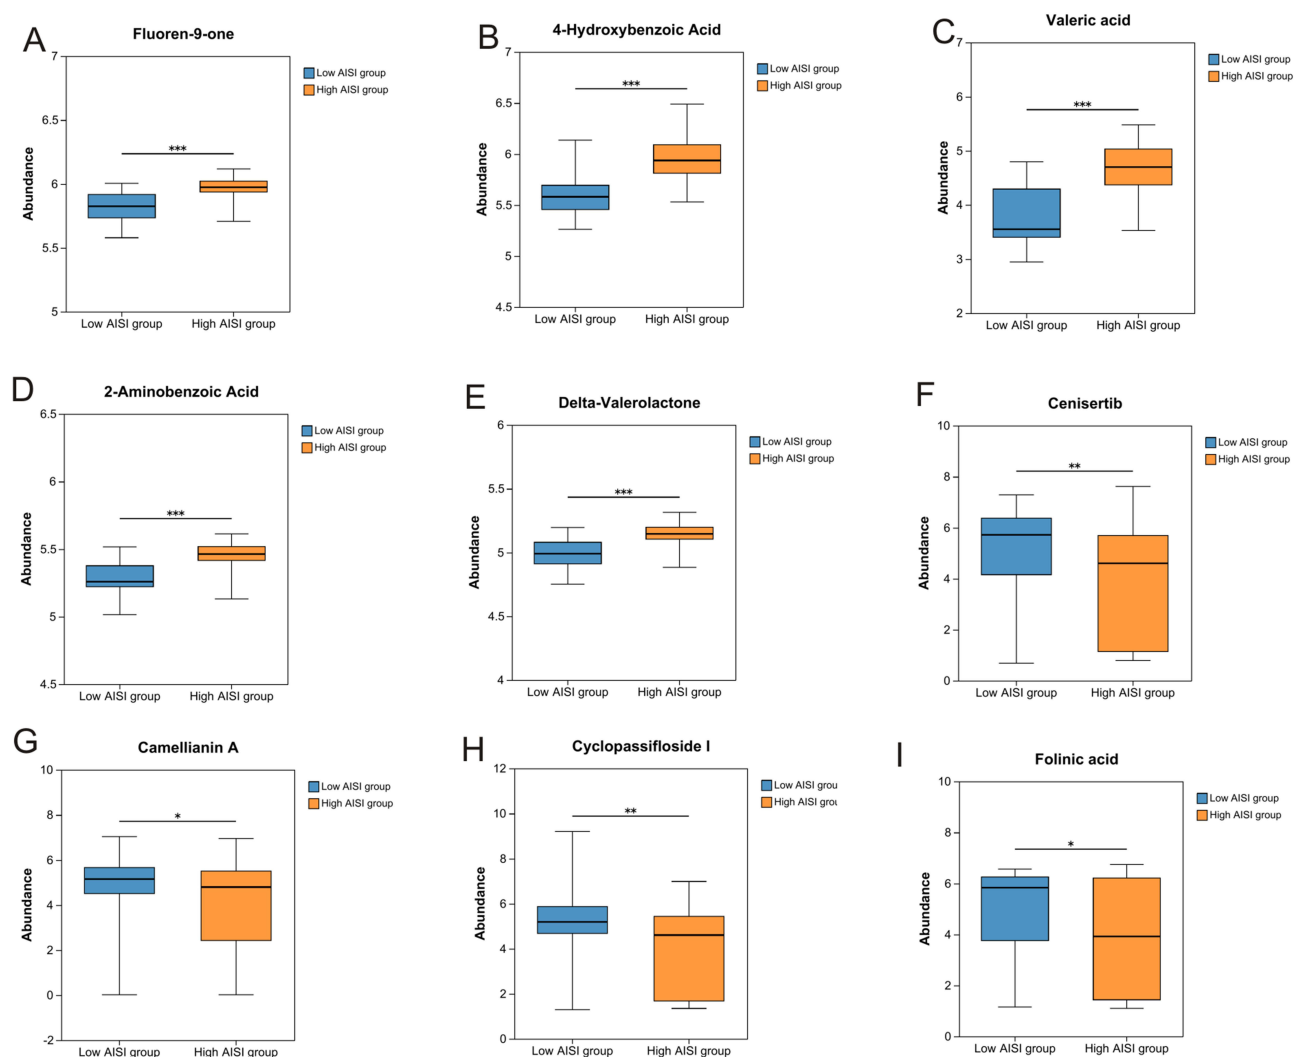 A
Fluoren-9-one
Low AISI group
High AISI group
7
6.5
6
5.5
5
Abundance
***
Low AISI group
High AISI group
B
4-Hydroxybenzoic Acid
Low AISI group
High AISI group
7
6.5
6
5.5
5
4.5
Abundance
***
Low AISI group
High AISI group
C
Valeric acid
Low AISI group
High AISI group
7
6
5
4
3
2
Abundance
***
Low AISI group
High AISI group
D
2-Aminobenzoic Acid
Low AISI group
High AISI group
6.5
6
5.5
5
4.5
Abundance
***
Low AISI group
High AISI group
E
Delta-Valerolactone
Low AISI group
High AISI group
6
5.5
5
4.5
4
Abundance
***
Low AISI group
High AISI group
F
Cenisertib
Low AISI group
High AISI group
10
8
6
4
2
0
Abundance
**
Low AISI group
High AISI group
G
Camellianin A
Low AISI group
High AISI group
10
8
6
4
2
0
-2
Abundance
*
Low AISI group
High AISI group
H
Cyclopassifloside I
Low AISI grou
High AISI grou
12
10
8
6
4
2
0
Abundance
**
Low AISI group
High AISI group
I
Folinic acid
Low AISI group
High AISI group
10
8
6
4
2
0
Abundance
*
Low AISI group
High AISI group